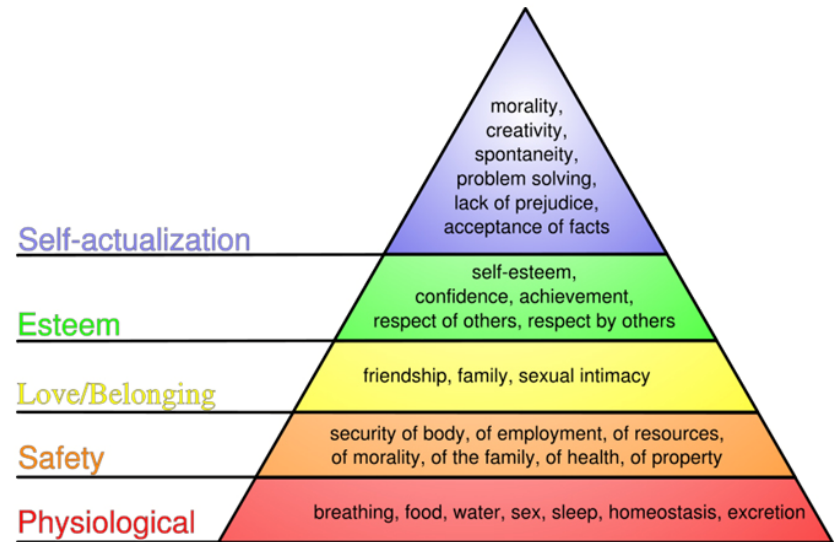 morality,
creativity,
spontaneity,
problem solving,
lack of prejudice,
acceptance of facts
Self-actualization
self-esteem,
confidence, achievement,
respect of others, respect by others
Esteem
friendship, family, sexual intimacy
Love/Belonging
security of body, of employment, of resources,
of morality, of the family, of health, of property
Safety
breathing, food, water, sex, sleep, homeostasis, excretion
Physiological